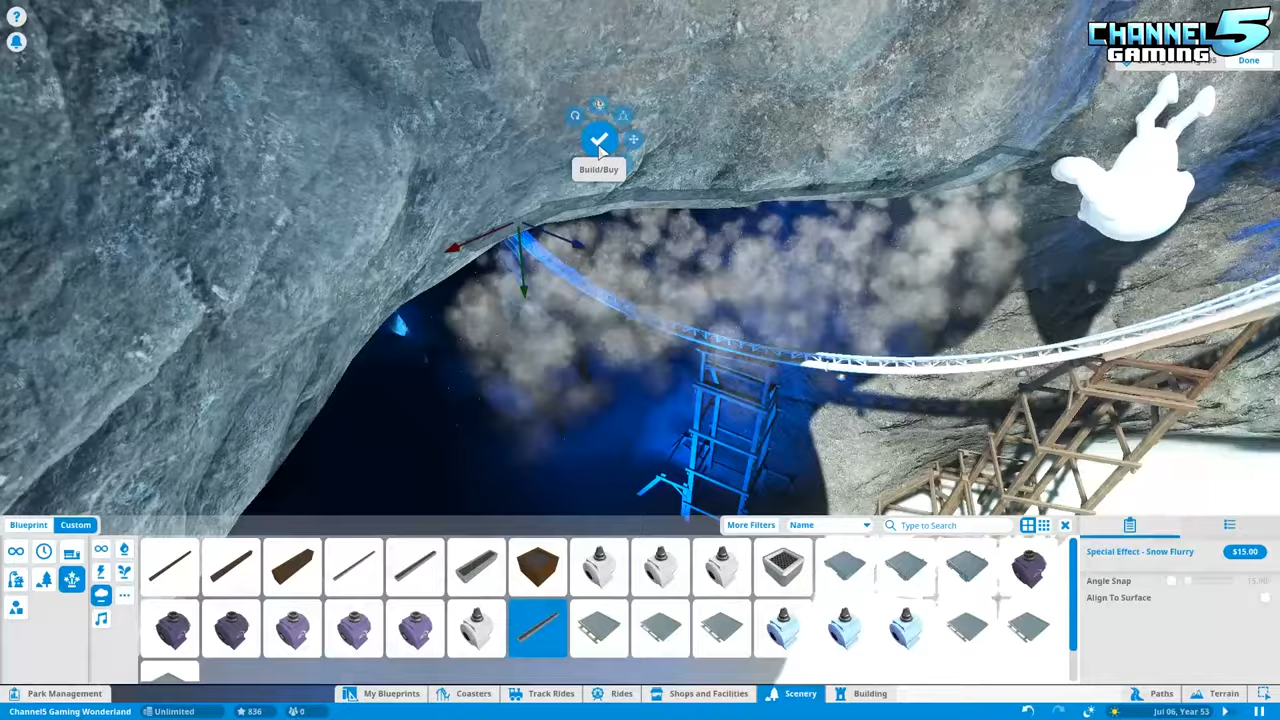 ?
CHANNEL 5
GAMING
Done
Build/Buy
Blueprint
Custom
More Filters
Name
Type to Search
Special Effect - Snow Flurry
$15.00
Angle Snap
Align To Surface
Park Management
My Blueprints
Coasters
Track Rides
Rides
Shops and Facilities
Scenery
Building
Paths
Terrain
Channel5 Gaming Wonderland
Unlimited
836
0
Jul 06, Year 53